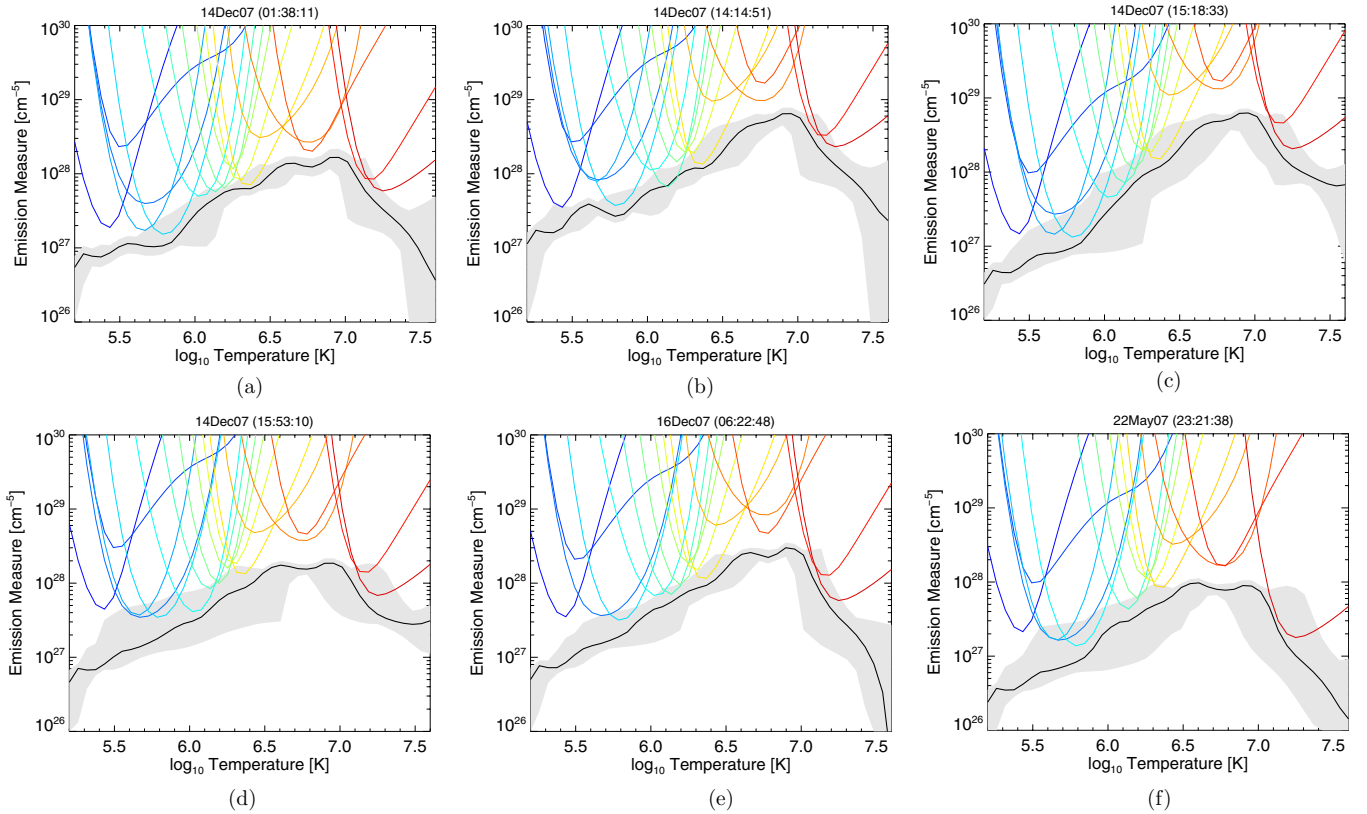 14Dec07 (01:38:11)
10^30
10^29
10^28
10^27
10^26
Emission Measure [cm^-5]
5.5 6.0 6.5 7.0 7.5
log10 Temperature [K]
(a)
14Dec07 (14:14:51)
10^30
10^29
10^28
10^27
10^26
Emission Measure [cm^-5]
5.5 6.0 6.5 7.0 7.5
log10 Temperature [K]
(b)
14Dec07 (15:18:33)
10^30
10^29
10^28
10^27
10^26
Emission Measure [cm^-5]
5.5 6.0 6.5 7.0 7.5
log10 Temperature [K]
(c)
14Dec07 (15:53:10)
10^30
10^29
10^28
10^27
10^26
Emission Measure [cm^-5]
5.5 6.0 6.5 7.0 7.5
log10 Temperature [K]
(d)
16Dec07 (06:22:48)
10^30
10^29
10^28
10^27
10^26
Emission Measure [cm^-5]
5.5 6.0 6.5 7.0 7.5
log10 Temperature [K]
(e)
22May07 (23:21:38)
10^30
10^29
10^28
10^27
10^26
Emission Measure [cm^-5]
5.5 6.0 6.5 7.0 7.5
log10 Temperature [K]
(f)